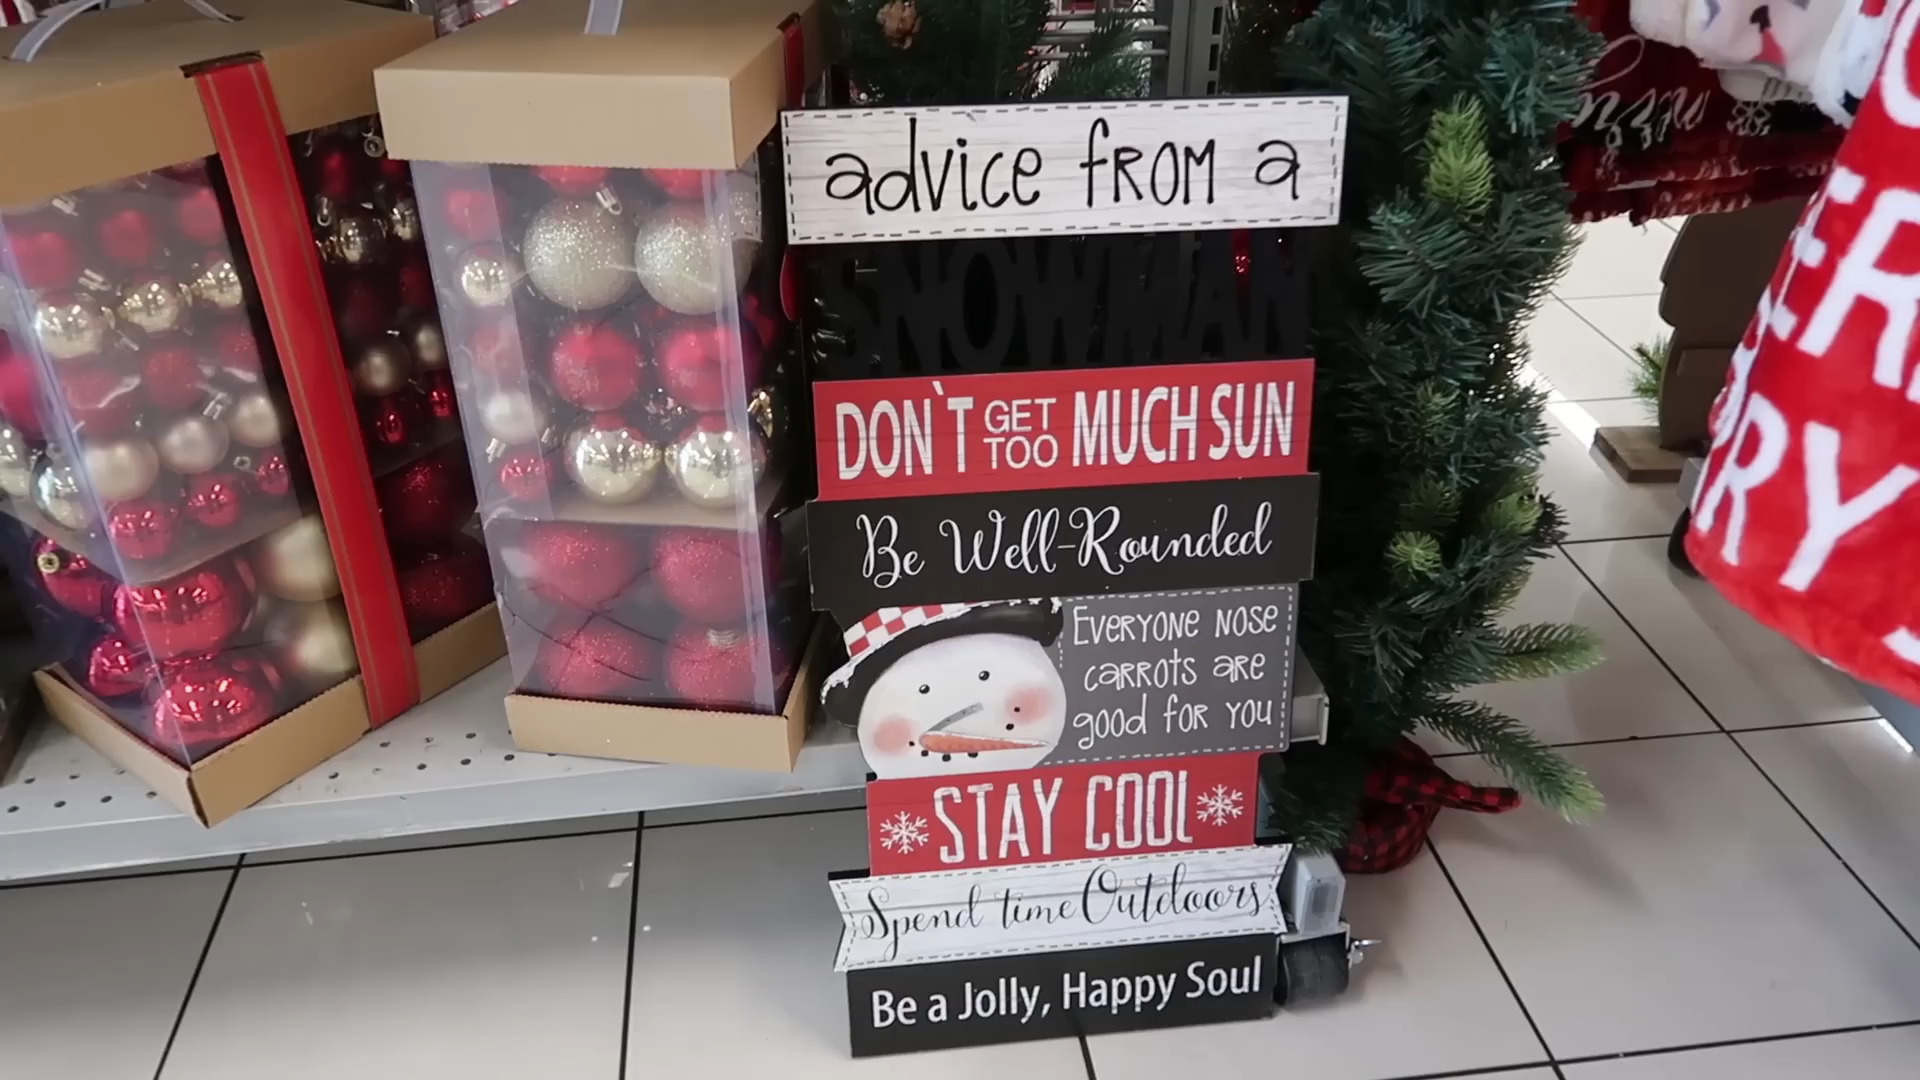 advice from a
SNOWMAN
DON`T GET TOO MUCH SUN
Be Well-Rounded
EVERYONE NOSE
CARROTS ARE
good FOR YOU
STAY COOL
Spend time Outdoors
Be a Jolly, Happy Soul